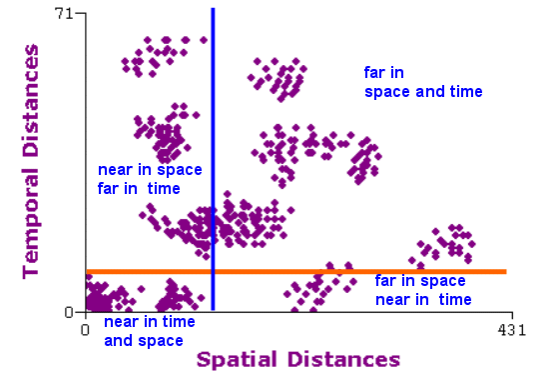 71
Temporal Distances
far in
space and time
near in space
far in time
far in space
near in time
0
0
431
near in time
and space
Spatial Distances